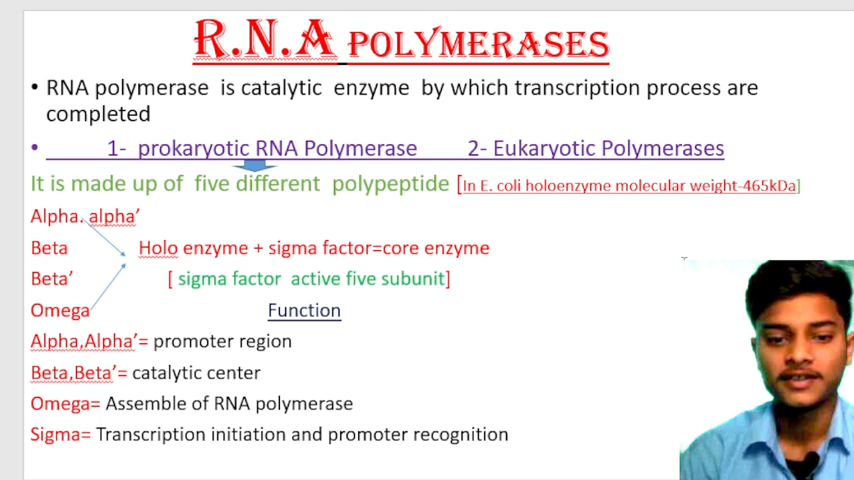 R.N.A POLYMERASES
• RNA polymerase is catalytic enzyme by which transcription process are
completed
• 1- prokaryotic RNA Polymerase 2- Eukaryotic Polymerases
It is made up of five different polypeptide [In E. coli holoenzyme molecular weight-465kDa]
Alpha. alpha’
Beta Holo enzyme + sigma factor=core enzyme
Beta’ [ sigma factor active five subunit]
Omega Function
Alpha,Alpha’= promoter region
Beta,Beta’= catalytic center
Omega= Assemble of RNA polymerase
Sigma= Transcription initiation and promoter recognition